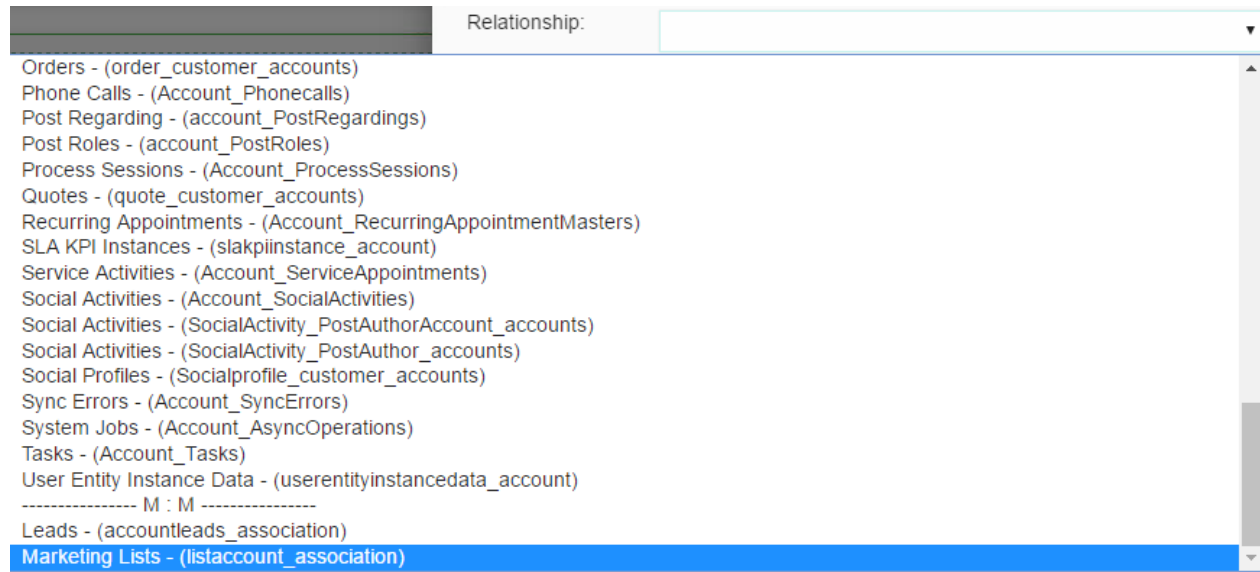 Relationship:
Orders - (order_customer_accounts)
Phone Calls - (Account_Phonecalls)
Post Regarding - (account_PostRegardings)
Post Roles - (account_PostRoles)
Process Sessions - (Account_ProcessSessions)
Quotes - (quote_customer_accounts)
Recurring Appointments - (Account_RecurringAppointmentMasters)
SLA KPI Instances - (slakpiinstance_account)
Service Activities - (Account_ServiceAppointments)
Social Activities - (Account_SocialActivities)
Social Activities - (SocialActivity_PostAuthorAccount_accounts)
Social Activities - (SocialActivity_PostAuthor_accounts)
Social Profiles - (Socialprofile_customer_accounts)
Sync Errors - (Account_SyncErrors)
System Jobs - (Account_AsyncOperations)
Tasks - (Account_Tasks)
User Entity Instance Data - (userentityinstancedata_account)
---------------- M : M ----------------
Leads - (accountleads_association)
Marketing Lists - (listaccount_association)